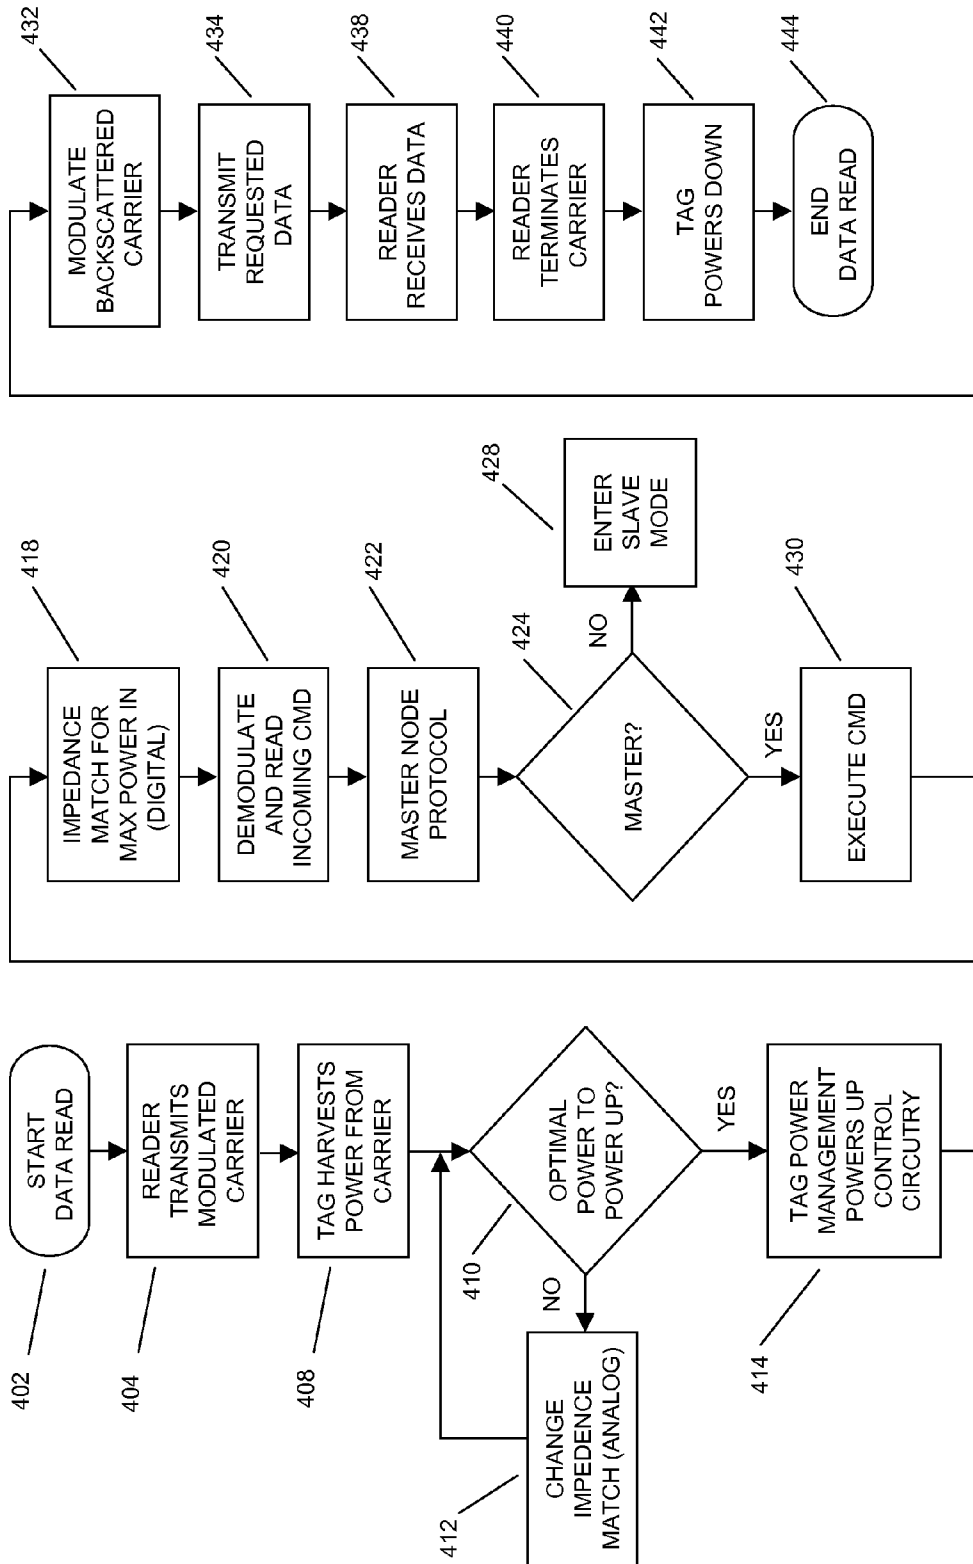 START
DATA READ
402
READER
TRANSMITS
MODULATED
CARRIER
404
TAG HARVESTS
POWER FROM
CARRIER
408
OPTIMAL
POWER TO
POWER UP?
410
NO
CHANGE
IMPEDENCE
MATCH (ANALOG)
412
YES
TAG POWER
MANAGEMENT
POWERS UP
CONTROL
CIRCUTRY
414
IMPEDANCE
MATCH FOR
MAX POWER IN
(DIGITAL)
418
DEMODULATE
AND READ
INCOMING CMD
420
MASTER NODE
PROTOCOL
422
MASTER?
424
NO
ENTER
SLAVE
MODE
428
YES
EXECUTE CMD
430
MODULATE
BACKSCATTERED
CARRIER
432
TRANSMIT
REQUESTED
DATA
434
READER
RECEIVES DATA
438
READER
TERMINATES
CARRIER
440
TAG
POWERS DOWN
442
END
DATA READ
444